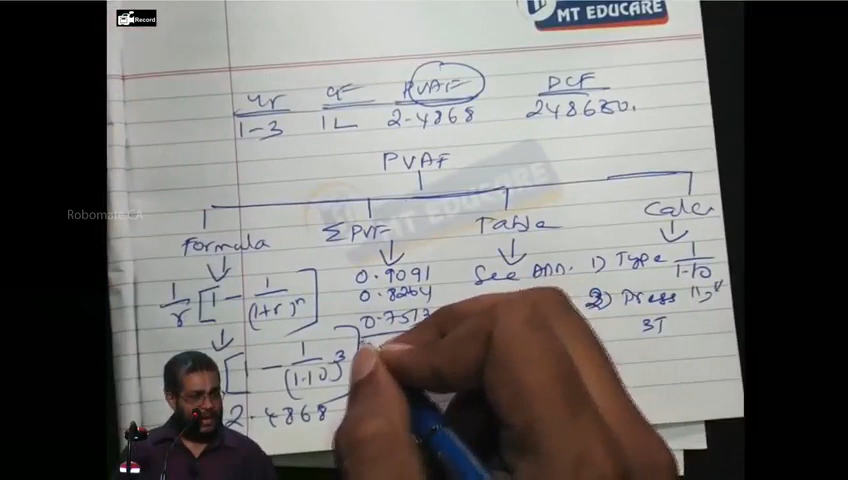 Record
MT EDUCARE
Yr CF PVAF DCF
1-3 1L 2.4868 248680.
PVAF
Robomate CA
MT EDUCARE
Formula ΣPVF Table Calc
1/r [1 - 1/(1+r)^n]
0.9091
0.8264
0.7513
See Ann.
1) Type 1/1.10
2) Press "="
3T
[ - 1/(1.10)^3]
2.4868